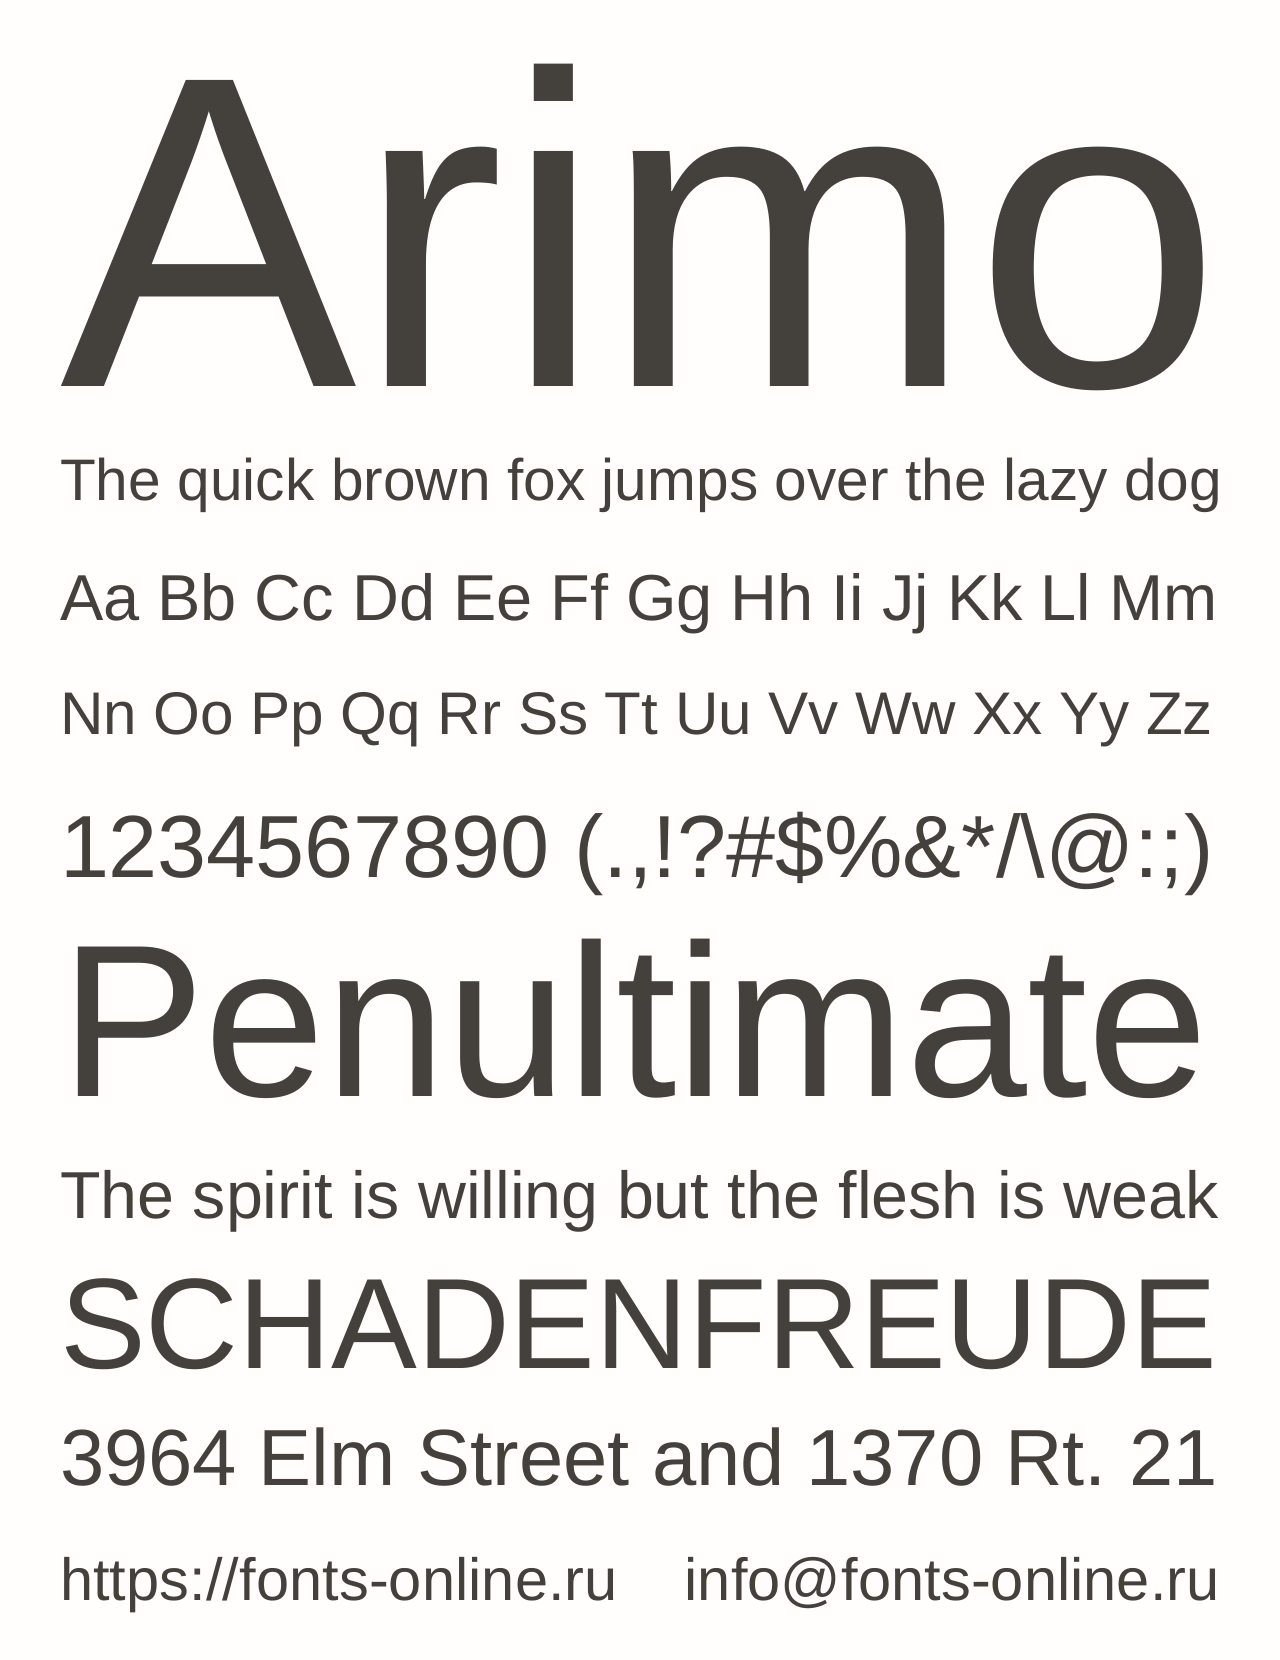 Arimo
The quick brown fox jumps over the lazy dog
Aa Bb Cc Dd Ee Ff Gg Hh Ii Jj Kk Ll Mm
Nn Oo Pp Qq Rr Ss Tt Uu Vv Ww Xx Yy Zz
1234567890 (.,!?#$%&*/\@:;)
Penultimate
The spirit is willing but the flesh is weak
SCHADENFREUDE
3964 Elm Street and 1370 Rt. 21
https://fonts-online.ru info@fonts-online.ru